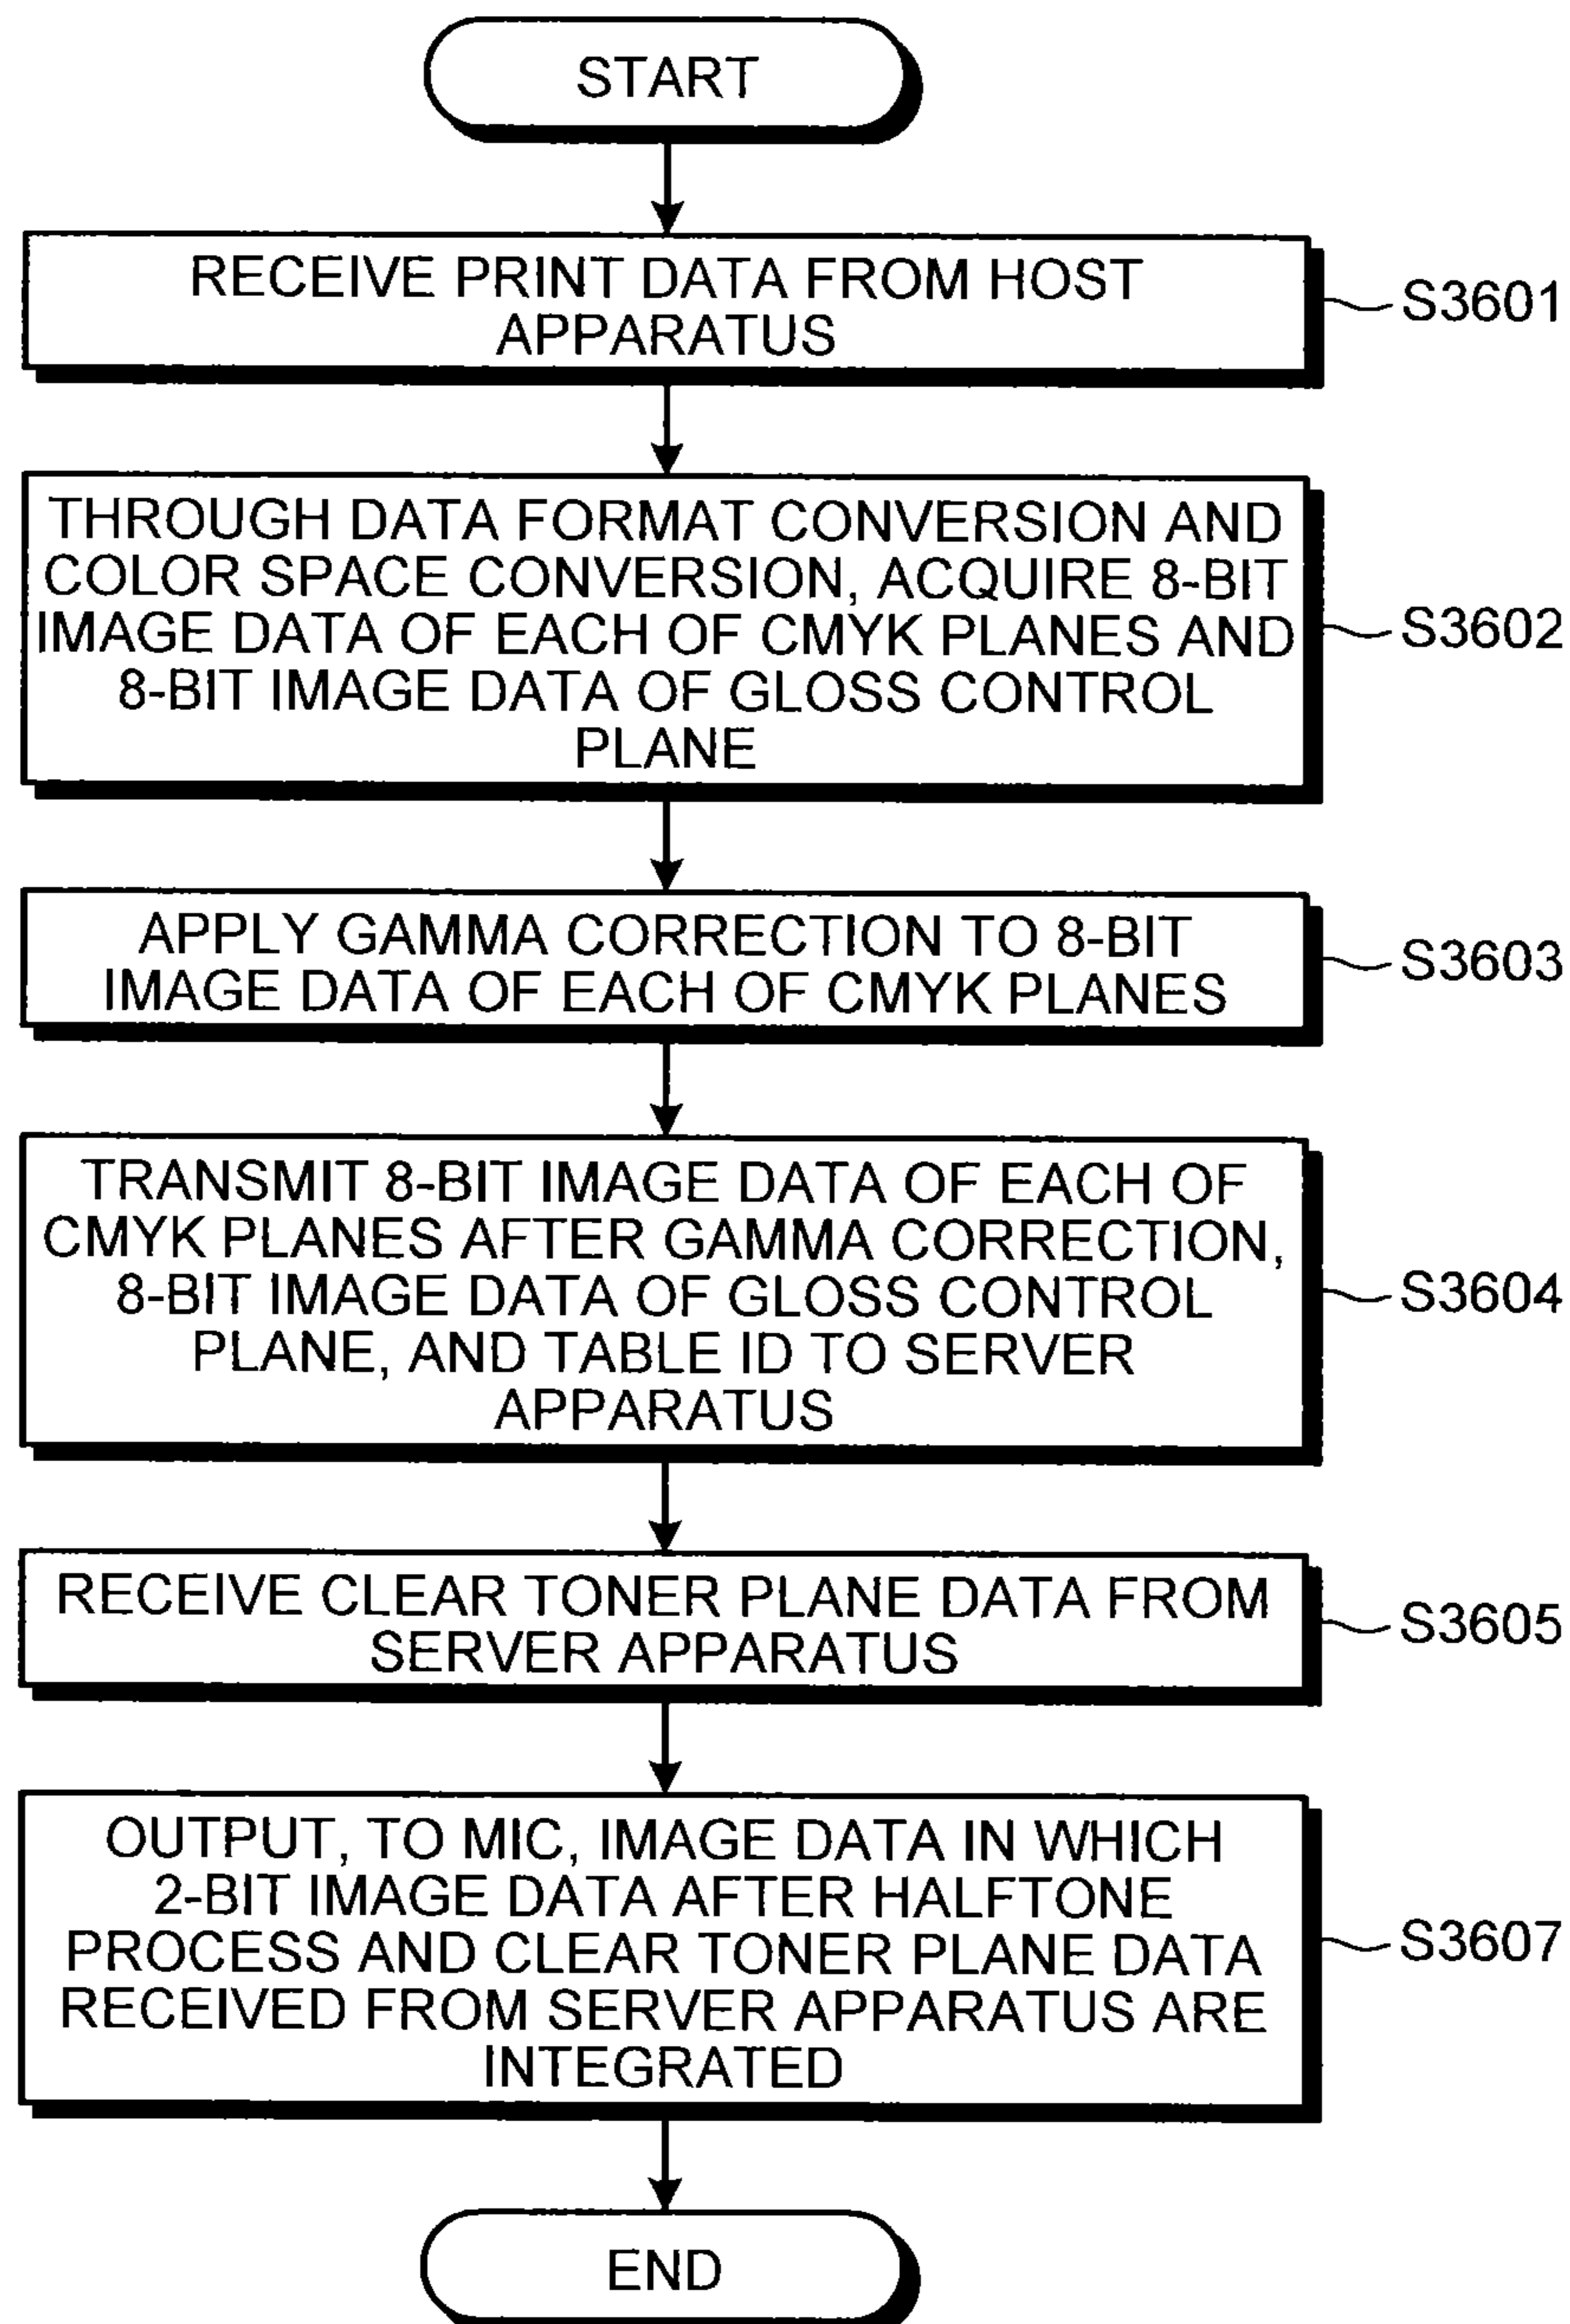 START
RECEIVE PRINT DATA FROM HOST
APPARATUS
S3601
THROUGH DATA FORMAT CONVERSION AND
COLOR SPACE CONVERSION, ACQUIRE 8-BIT
IMAGE DATA OF EACH OF CMYK PLANES AND
8-BIT IMAGE DATA OF GLOSS CONTROL
PLANE
S3602
APPLY GAMMA CORRECTION TO 8-BIT
IMAGE DATA OF EACH OF CMYK PLANES
S3603
TRANSMIT 8-BIT IMAGE DATA OF EACH OF
CMYK PLANES AFTER GAMMA CORRECTION,
8-BIT IMAGE DATA OF GLOSS CONTROL
PLANE, AND TABLE ID TO SERVER
APPARATUS
S3604
RECEIVE CLEAR TONER PLANE DATA FROM
SERVER APPARATUS
S3605
OUTPUT, TO MIC, IMAGE DATA IN WHICH
2-BIT IMAGE DATA AFTER HALFTONE
PROCESS AND CLEAR TONER PLANE DATA
RECEIVED FROM SERVER APPARATUS ARE
INTEGRATED
S3607
END